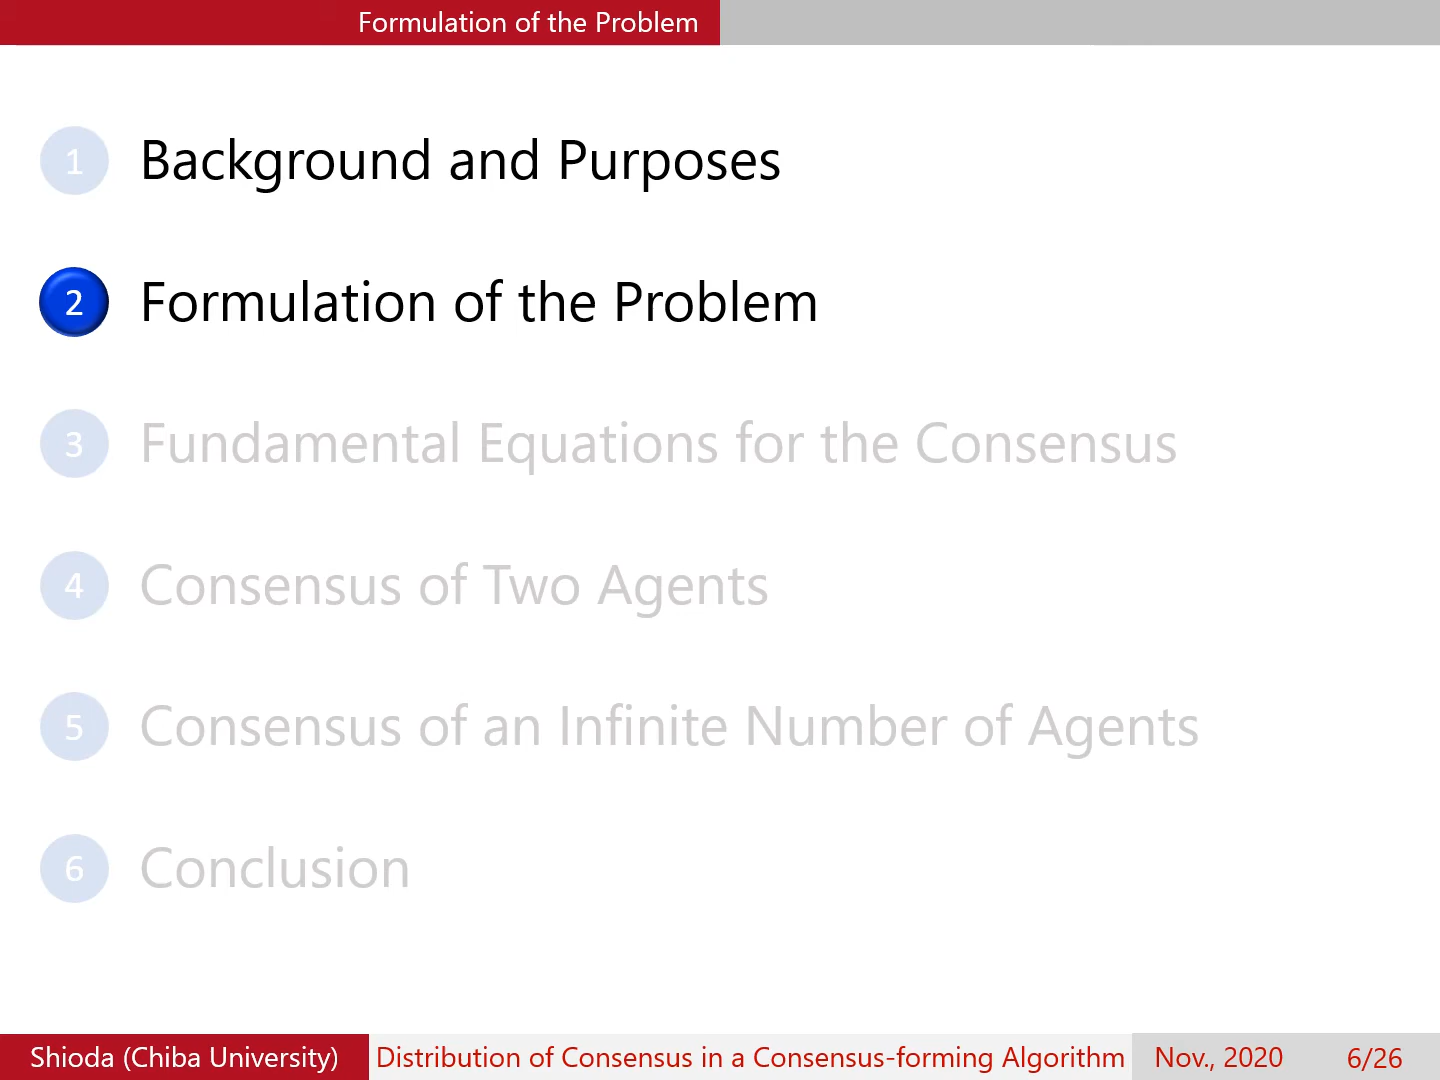 Formulation of the Problem
1 Background and Purposes
2 Formulation of the Problem
3 Fundamental Equations for the Consensus
4 Consensus of Two Agents
5 Consensus of an Infinite Number of Agents
6 Conclusion
Shioda (Chiba University) Distribution of Consensus in a Consensus-forming Algorithm Nov., 2020 6/26